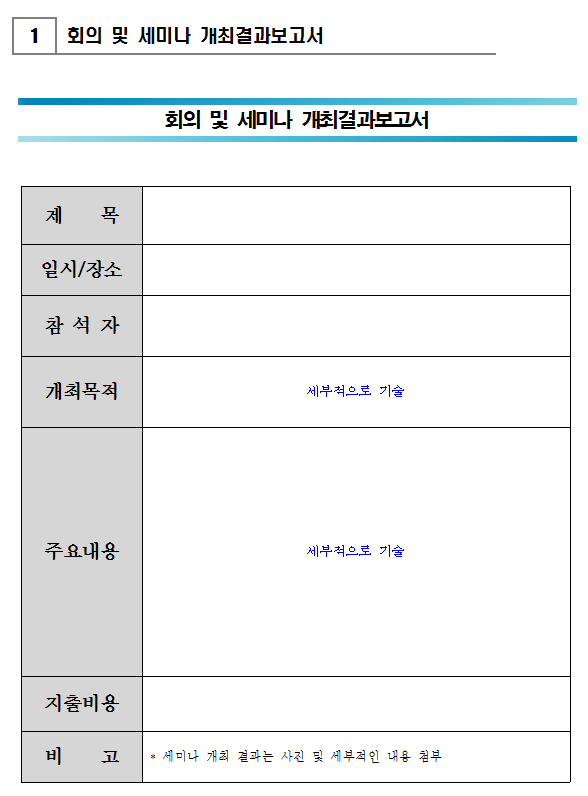 1 회의 및 세미나 개최결과보고서
회의 및 세미나 개최결과보고서
제 목
일시/장소
참 석 자
개최목적
세부적으로 기술
주요내용
세부적으로 기술
지출비용
비 고
* 세미나 개최 결과는 사진 및 세부적인 내용 첨부